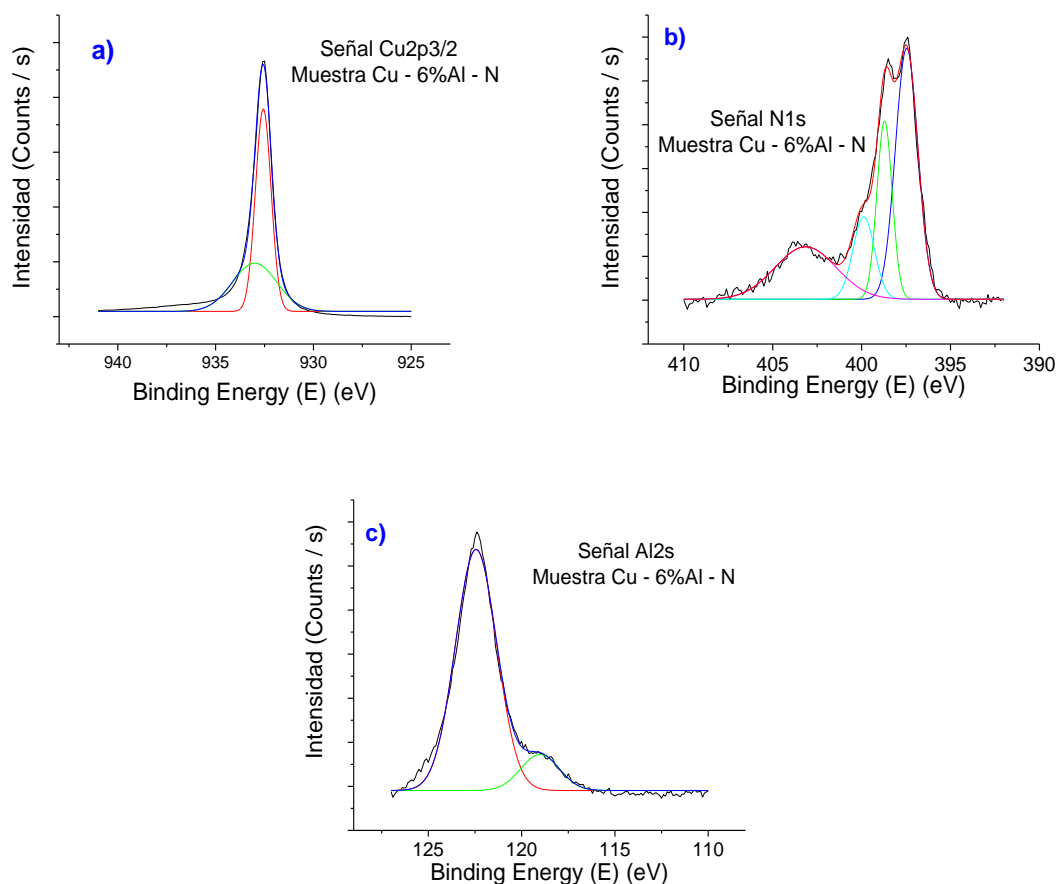 a)
Señal Cu2p3/2
Muestra Cu - 6%Al - N
Intensidad (Counts / s)
940 935 930 925
Binding Energy (E) (eV)
b)
Señal N1s
Muestra Cu - 6%Al - N
Intensidad (Counts / s)
410 405 400 395 390
Binding Energy (E) (eV)
c)
Señal Al2s
Muestra Cu - 6%Al - N
Intensidad (Counts / s)
125 120 115 110
Binding Energy (E) (eV)